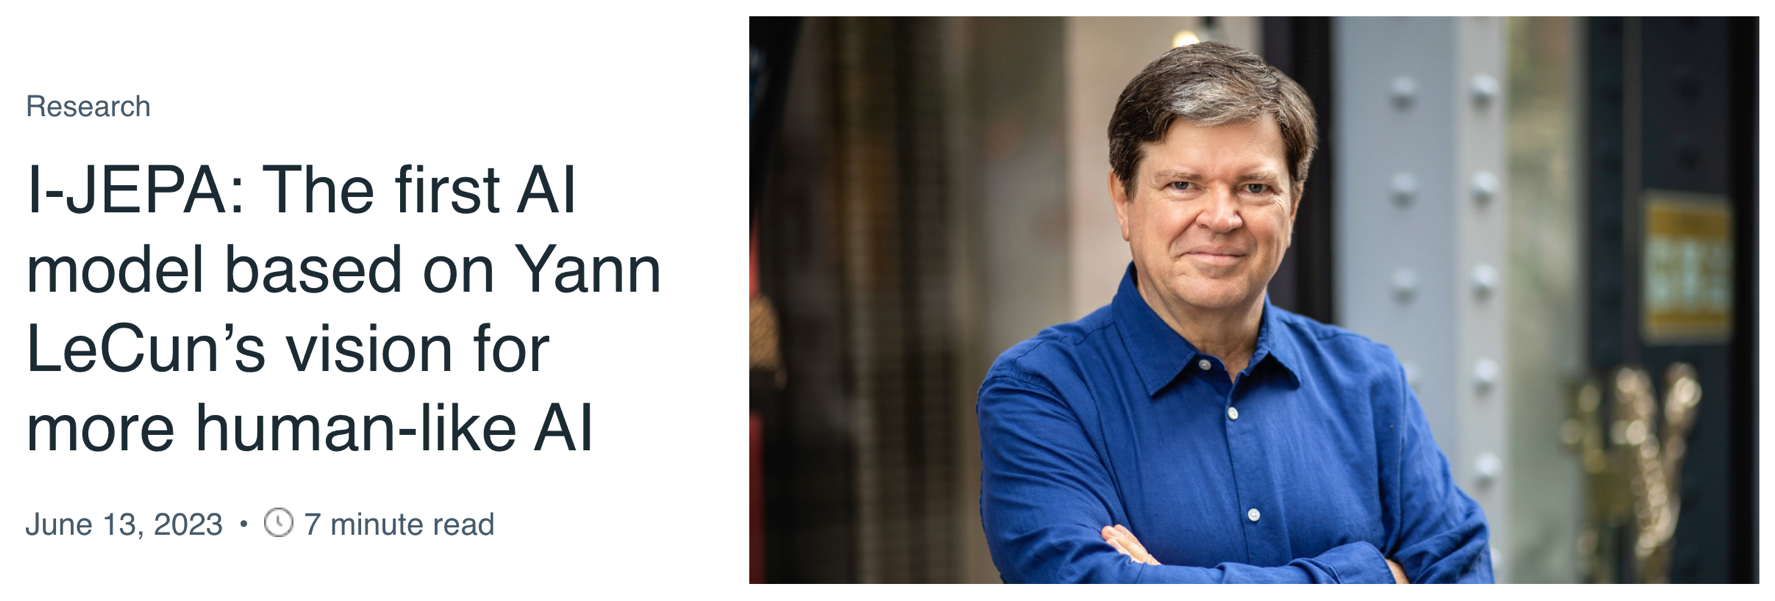 Research
I-JEPA: The first AI
model based on Yann
LeCun’s vision for
more human-like AI
June 13, 2023 • 7 minute read